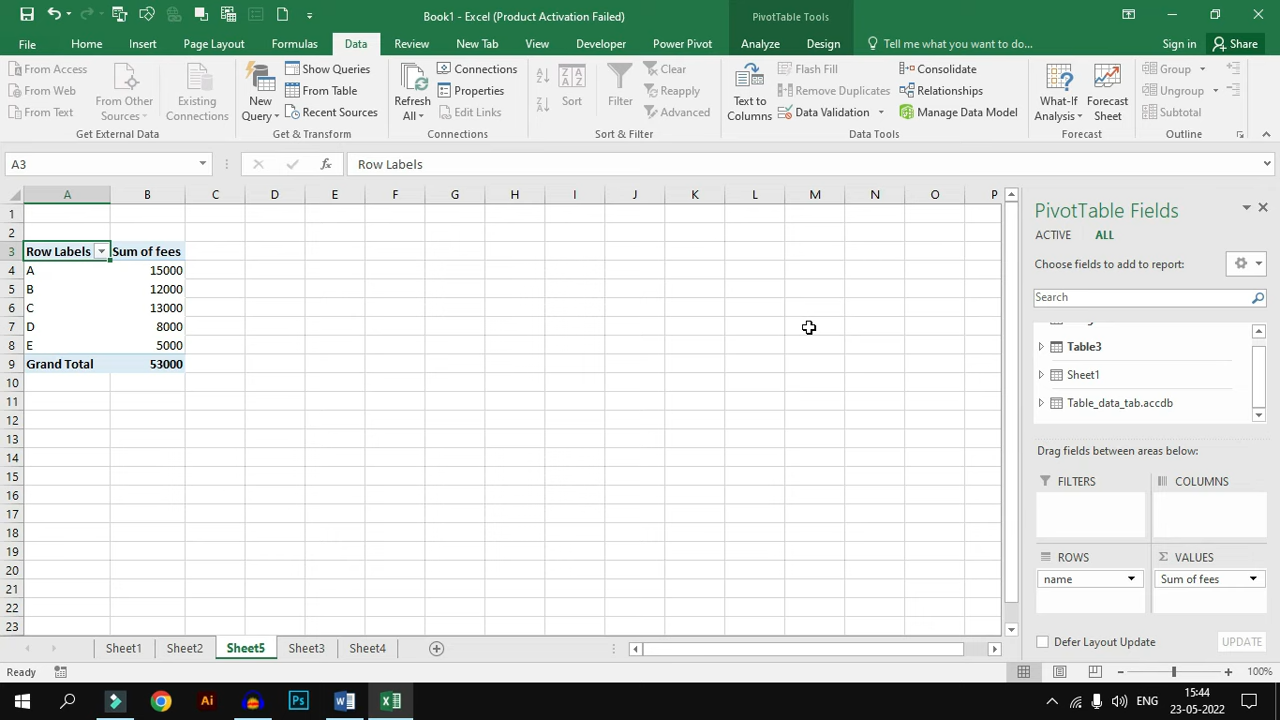 Book1 - Excel (Product Activation Failed)
PivotTable Tools
File Home Insert Page Layout Formulas Data Review New Tab View Developer Power Pivot Analyze Design Tell me what you want to do... Sign in Share
From Access
From Web
From Text
From Other Sources
Existing Connections
Get External Data
New Query
Show Queries
From Table
Recent Sources
Get & Transform
Refresh All
Connections
Properties
Edit Links
Connections
Sort
Filter
Clear
Reapply
Advanced
Sort & Filter
Text to Columns
Flash Fill
Remove Duplicates
Data Validation
Consolidate
Relationships
Manage Data Model
Data Tools
What-If Analysis
Forecast Sheet
Forecast
Group
Ungroup
Subtotal
Outline
A3 fx Row Labels
A B C D E F G H I J K L M N O P
1
2
3 Row Labels Sum of fees
4 A 15000
5 B 12000
6 C 13000
7 D 8000
8 E 5000
9 Grand Total 53000
10
11
12
13
14
15
16
17
18
19
20
21
22
23
PivotTable Fields
ACTIVE ALL
Choose fields to add to report:
Search
Table3
Sheet1
Table_data_tab.accdb
Drag fields between areas below:
FILTERS COLUMNS
ROWS Σ VALUES
name Sum of fees
Defer Layout Update UPDATE
Sheet1 Sheet2 Sheet5 Sheet3 Sheet4
Ready 100%
Ai Ps ENG 15:44
23-05-2022